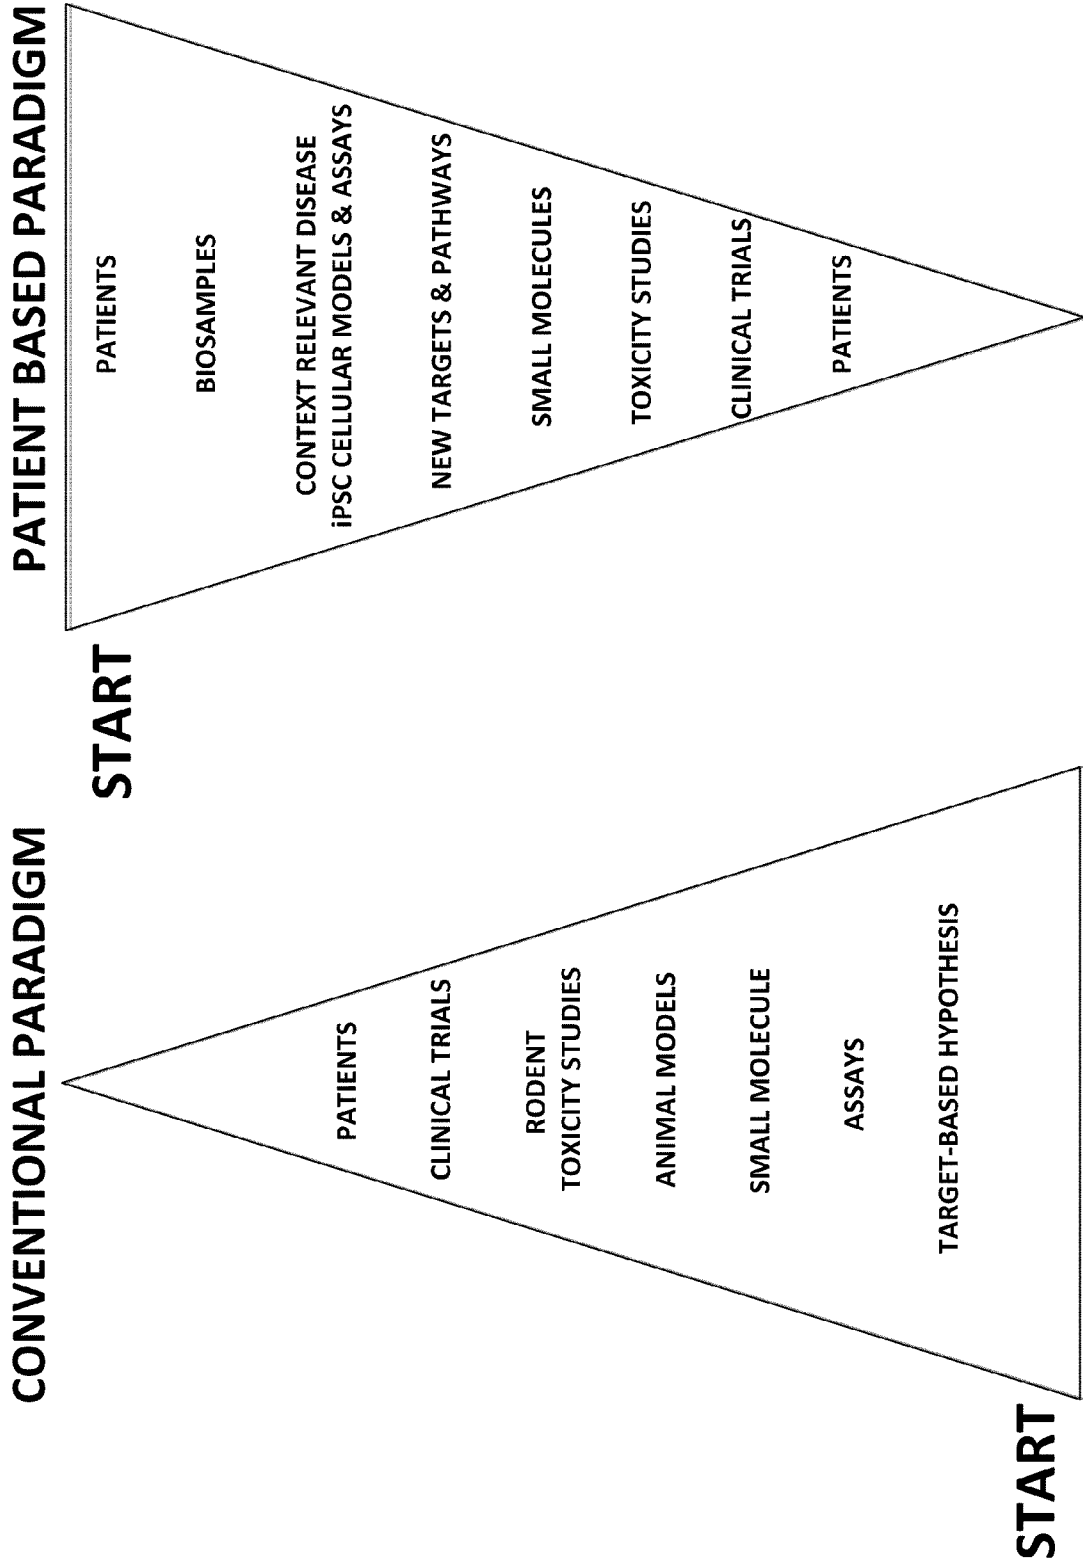 CONVENTIONAL PARADIGM
PATIENTS
CLINICAL TRIALS
RODENT
TOXICITY STUDIES
ANIMAL MODELS
SMALL MOLECULE
ASSAYS
TARGET-BASED HYPOTHESIS
START
PATIENT BASED PARADIGM
START
PATIENTS
BIOSAMPLES
CONTEXT RELEVANT DISEASE
iPSC CELLULAR MODELS & ASSAYS
NEW TARGETS & PATHWAYS
SMALL MOLECULES
TOXICITY STUDIES
CLINICAL TRIALS
PATIENTS